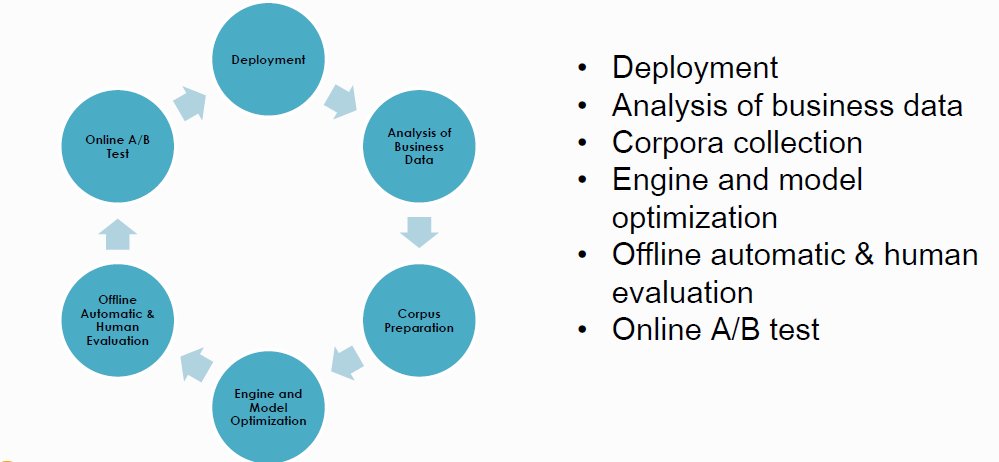 Deployment
Analysis of
Business
Data
Corpus
Preparation
Engine and
Model
Optimization
Offline
Automatic &
Human
Evaluation
Online A/B
Test
• Deployment
• Analysis of business data
• Corpora collection
• Engine and model
optimization
• Offline automatic & human
evaluation
• Online A/B test